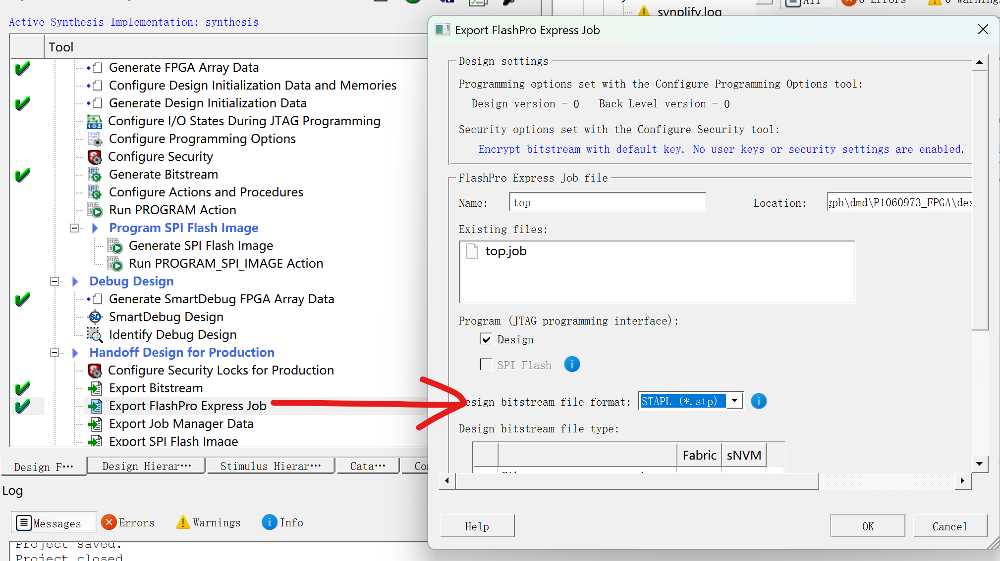 Active Synthesis Implementation: synthesis
Tool
Generate FPGA Array Data
Configure Design Initialization Data and Memories
Generate Design Initialization Data
Configure I/O States During JTAG Programming
Configure Programming Options
Configure Security
Generate Bitstream
Configure Actions and Procedures
Run PROGRAM Action
Program SPI Flash Image
Generate SPI Flash Image
Run PROGRAM_SPI_IMAGE Action
Debug Design
Generate SmartDebug FPGA Array Data
SmartDebug Design
Identify Debug Design
Handoff Design for Production
Configure Security Locks for Production
Export Bitstream
Export FlashPro Express Job
Export Job Manager Data
Export SPI Flash Image
Design F···
Design Hierar···
Stimulus Hierar···
Cata···
Log
Messages
Errors
Warnings
Info
Project saved.
Project closed
synplify.log
All
0 Errors
0 Warnings
Export FlashPro Express Job
Design settings
Programming options set with the Configure Programming Options tool:
Design version - 0 Back Level version - 0
Security options set with the Configure Security tool:
Encrypt bitstream with default key. No user keys or security settings are enabled.
FlashPro Express Job file
Name: top
Location: gpb\dmd\P1060973_FPGA\des
Existing files:
top.job
Program (JTAG programming interface):
Design
SPI Flash
esign bitstream file format: STAPL (*.stp)
Design bitstream file type:
Fabric sNVM
Help
OK
Cancel